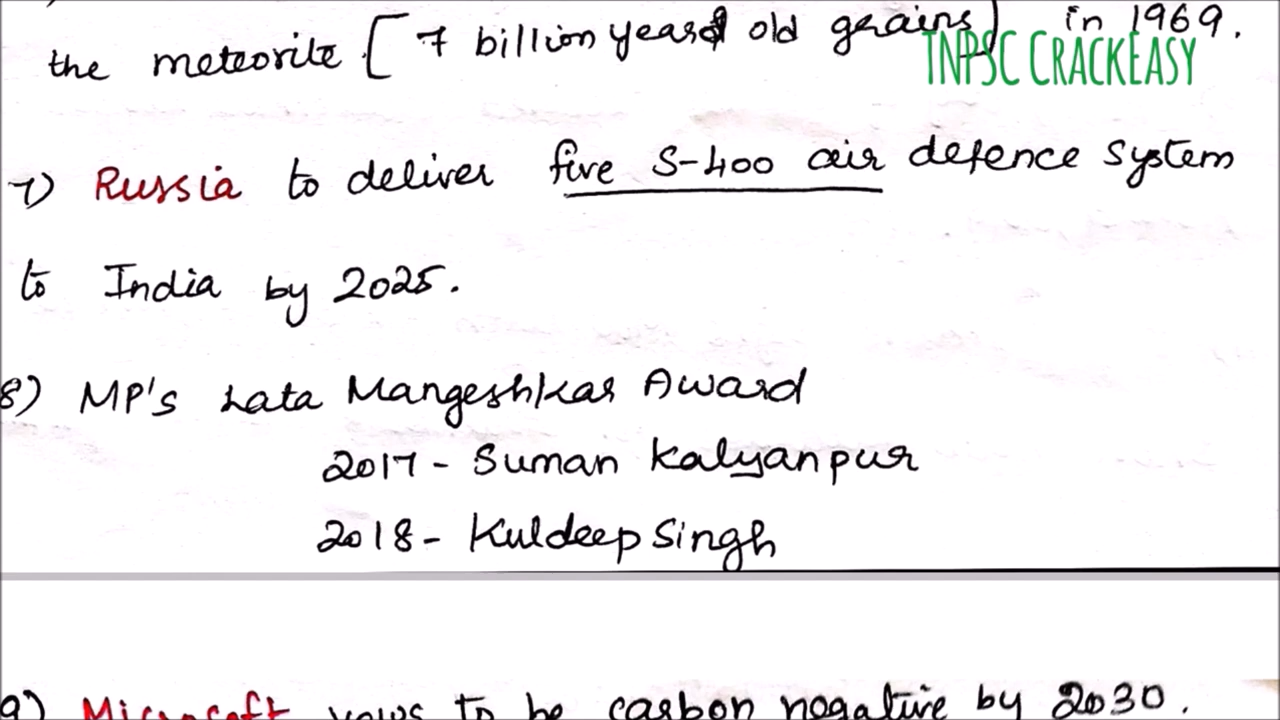 the meteorite [7 billion years old grains] in 1969.
TNPSC CRACKEASY
7) Russia to deliver five S-400 air defence system
to India by 2025.
8) MP's Lata Mangeshkar Award
2017 - Suman Kalyanpur
2018 - Kuldeep Singh
9) Microsoft vows to be carbon negative by 2030.